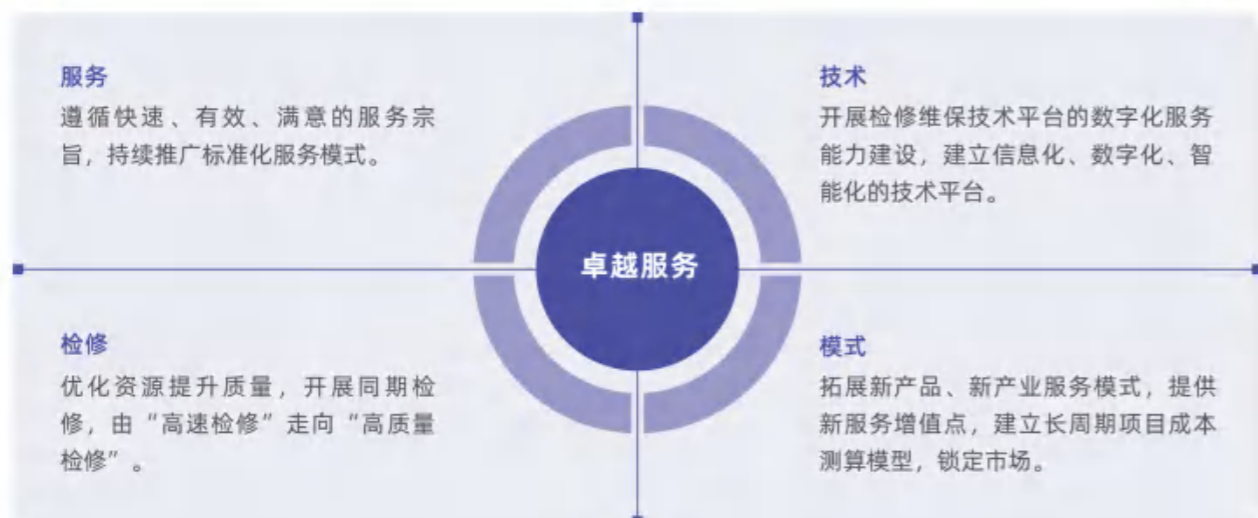 服务
遵循快速、有效、满意的服务宗
旨，持续推广标准化服务模式。
技术
开展检修维保技术平台的数字化服务
能力建设，建立信息化、数字化、智
能化的技术平台。
卓越服务
检修
优化资源提升质量，开展同期检
修，由“高速检修”走向“高质量
检修”。
模式
拓展新产品、新产业服务模式，提供
新服务增值点，建立长周期项目成本
测算模型，锁定市场。